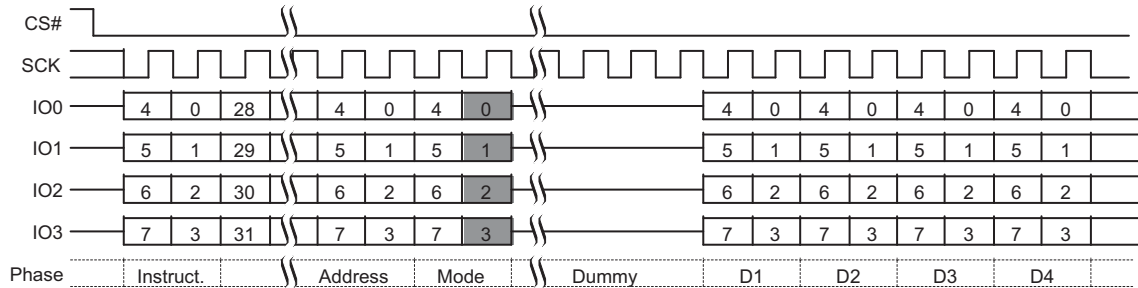 CS#
SCK
IO0 4 0 28 4 0 4 0 4 0 4 0 4 0 4 0
IO1 5 1 29 5 1 5 1 5 1 5 1 5 1 5 1
IO2 6 2 30 6 2 6 2 6 2 6 2 6 2 6 2
IO3 7 3 31 7 3 7 3 7 3 7 3 7 3 7 3
Phase Instruct. Address Mode Dummy D1 D2 D3 D4